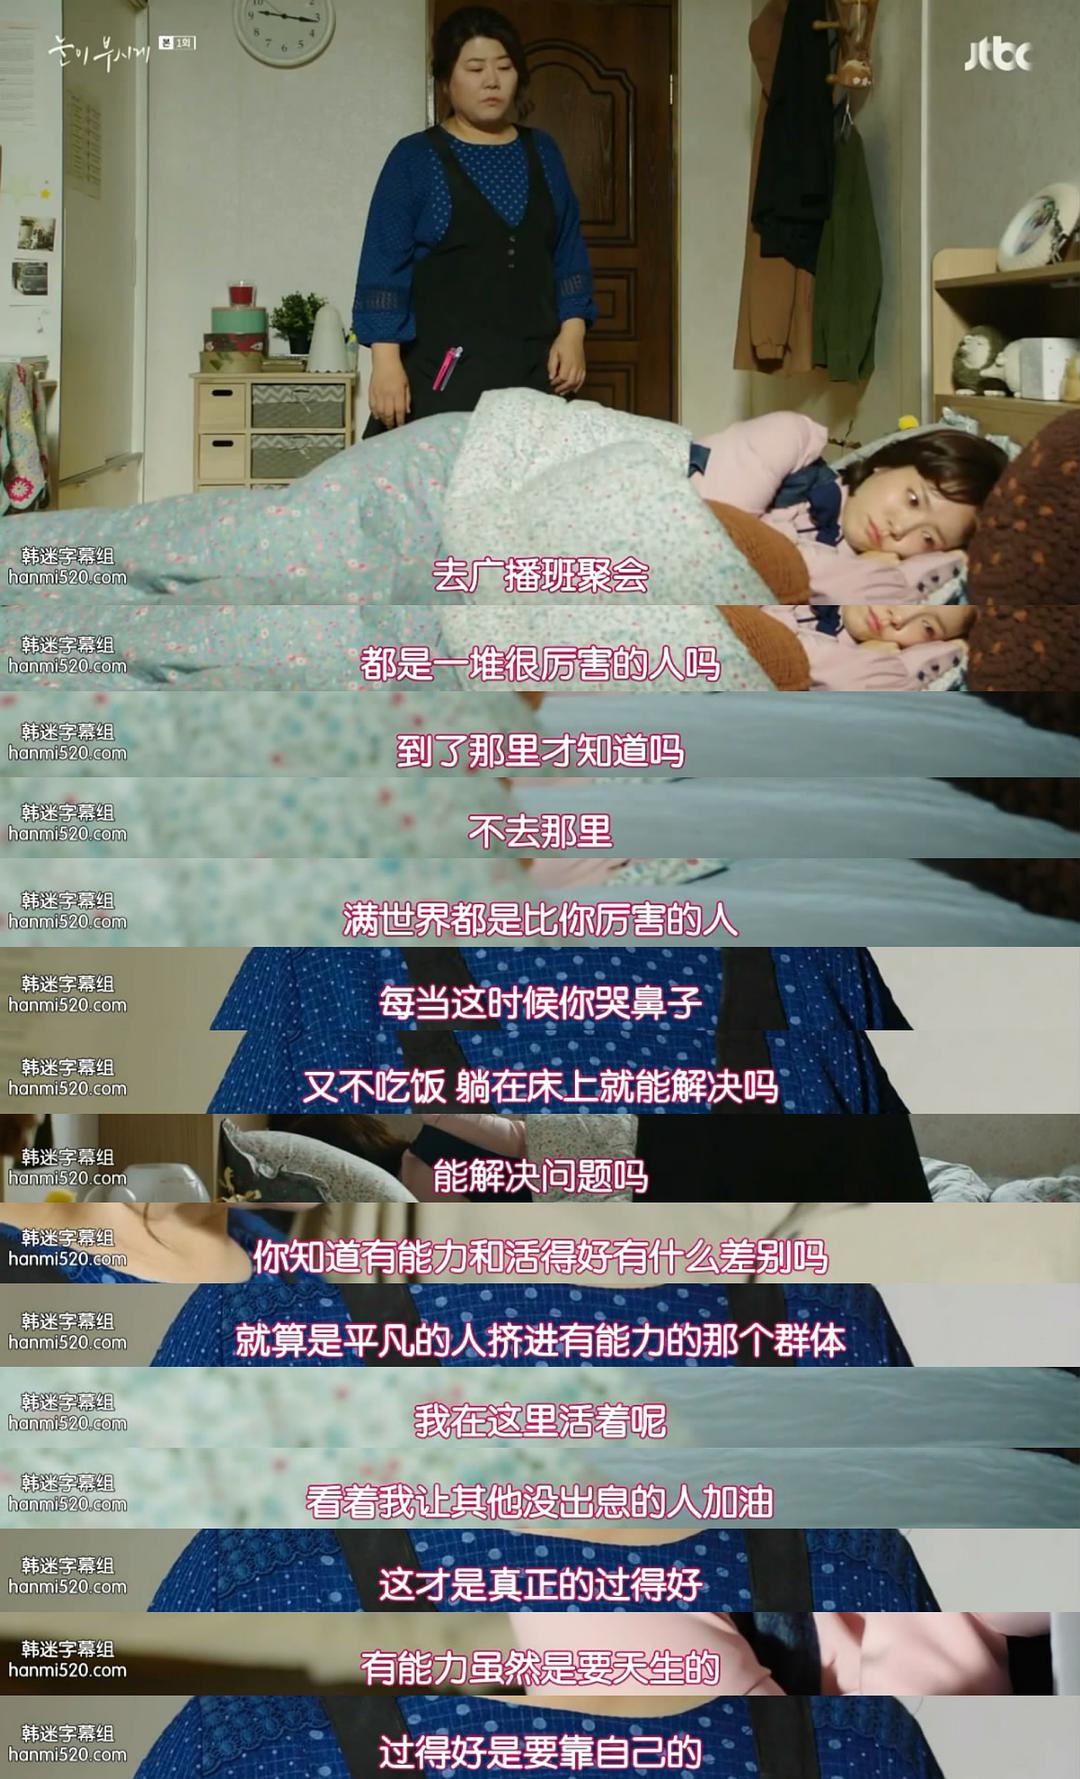 눈이 부시게 본 1회
jtbc
韩迷字幕组
hanmi520.com
去广播班聚会
韩迷字幕组
hanmi520.com
都是一堆很厉害的人吗
韩迷字幕组
hanmi520.com
到了那里才知道吗
韩迷字幕组
hanmi520.com
不去那里
韩迷字幕组
hanmi520.com
满世界都是比你厉害的人
韩迷字幕组
hanmi520.com
每当这时候你哭鼻子
韩迷字幕组
hanmi520.com
又不吃饭 躺在床上就能解决吗
韩迷字幕组
hanmi520.com
能解决问题吗
韩迷字幕组
hanmi520.com
你知道有能力和活得好有什么差别吗
韩迷字幕组
hanmi520.com
就算是平凡的人挤进有能力的那个群体
韩迷字幕组
hanmi520.com
我在这里活着呢
韩迷字幕组
hanmi520.com
看着我让其他没出息的人加油
韩迷字幕组
hanmi520.com
这才是真正的过得好
韩迷字幕组
hanmi520.com
有能力虽然是要天生的
韩迷字幕组
hanmi520.com
过得好是要靠自己的